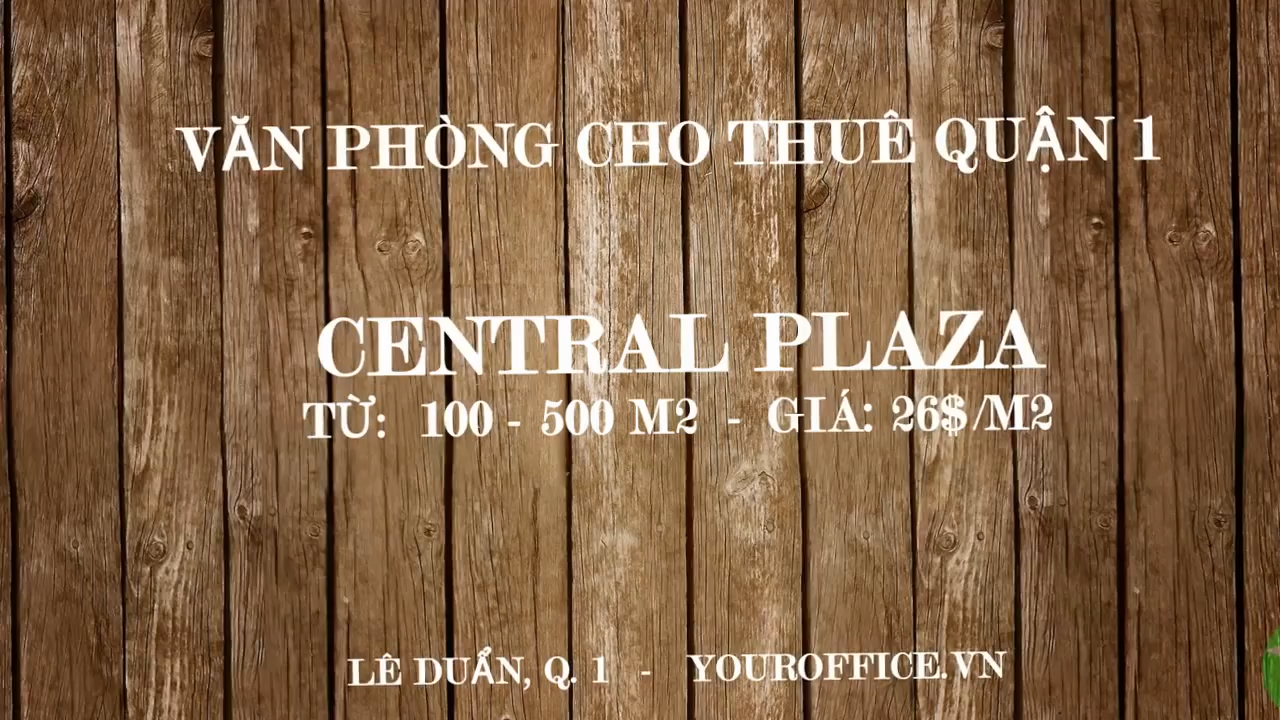 VĂN PHÒNG CHO THUÊ QUẬN 1
CENTRAL PLAZA
TỪ: 100 - 500 M2 - GIÁ: 26$/M2
LÊ DUẨN, Q. 1 - YOUROFFICE.VN